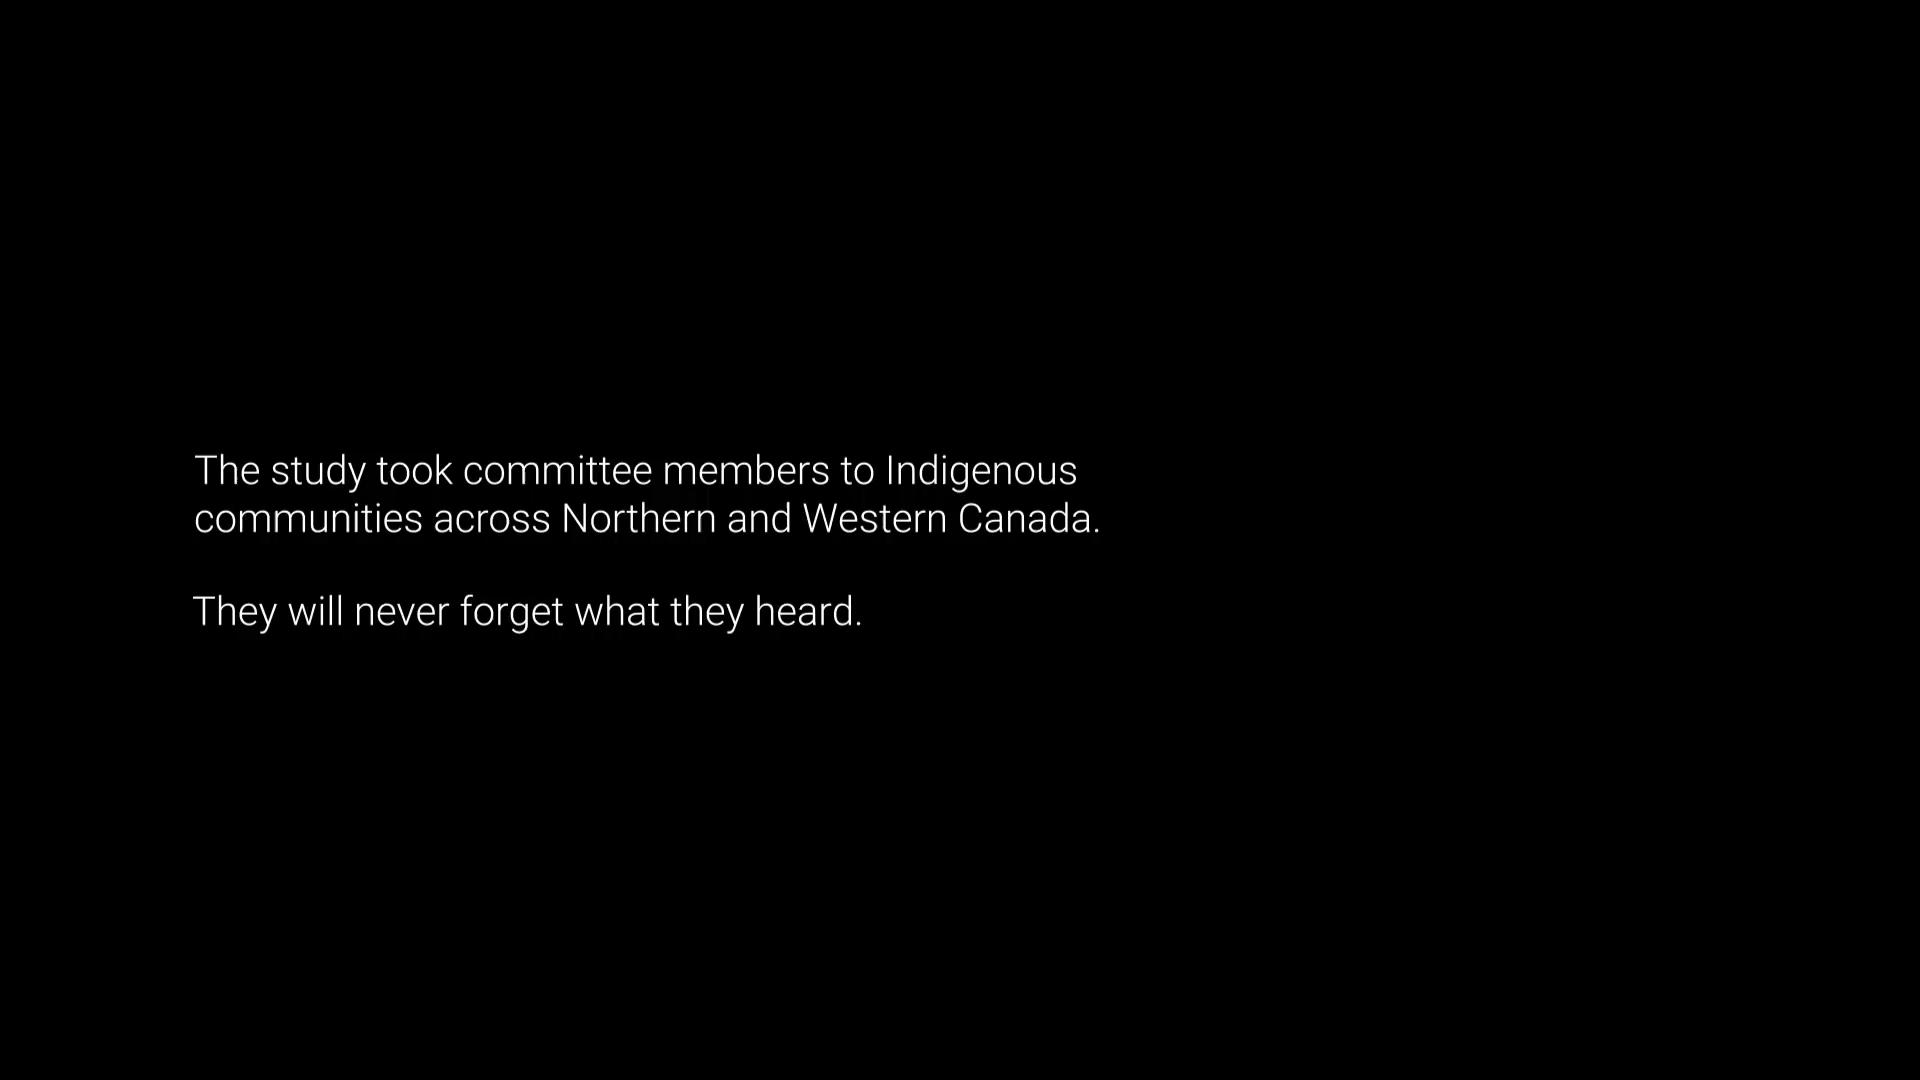 The study took committee members to Indigenous
communities across Northern and Western Canada.
They will never forget what they heard.